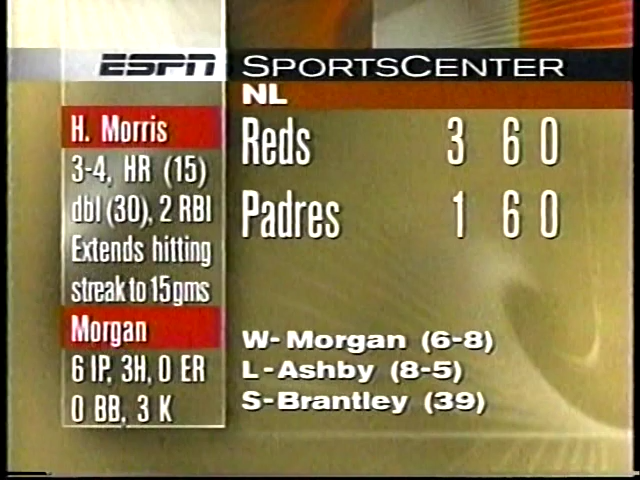 ESPN SPORTSCENTER
NL
Reds 3 6 0
Padres 1 6 0
H. Morris
3-4, HR (15)
dbl (30), 2 RBI
Extends hitting
streak to 15gms
Morgan
6 IP, 3H, 0 ER
0 BB, 3 K
W-Morgan (6-8)
L-Ashby (8-5)
S-Brantley (39)